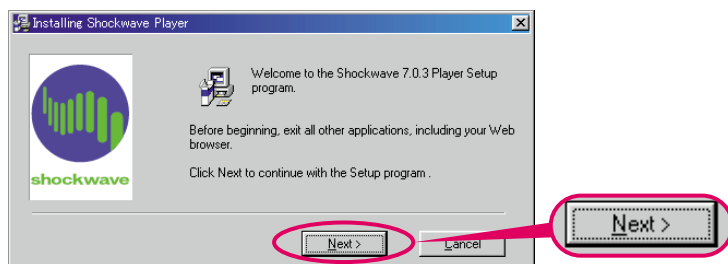 Installing Shockwave Player
Welcome to the Shockwave 7.0.3 Player Setup
program.
Before beginning, exit all other applications, including your Web
browser.
Click Next to continue with the Setup program .
shockwave
Next >
Cancel
Next >